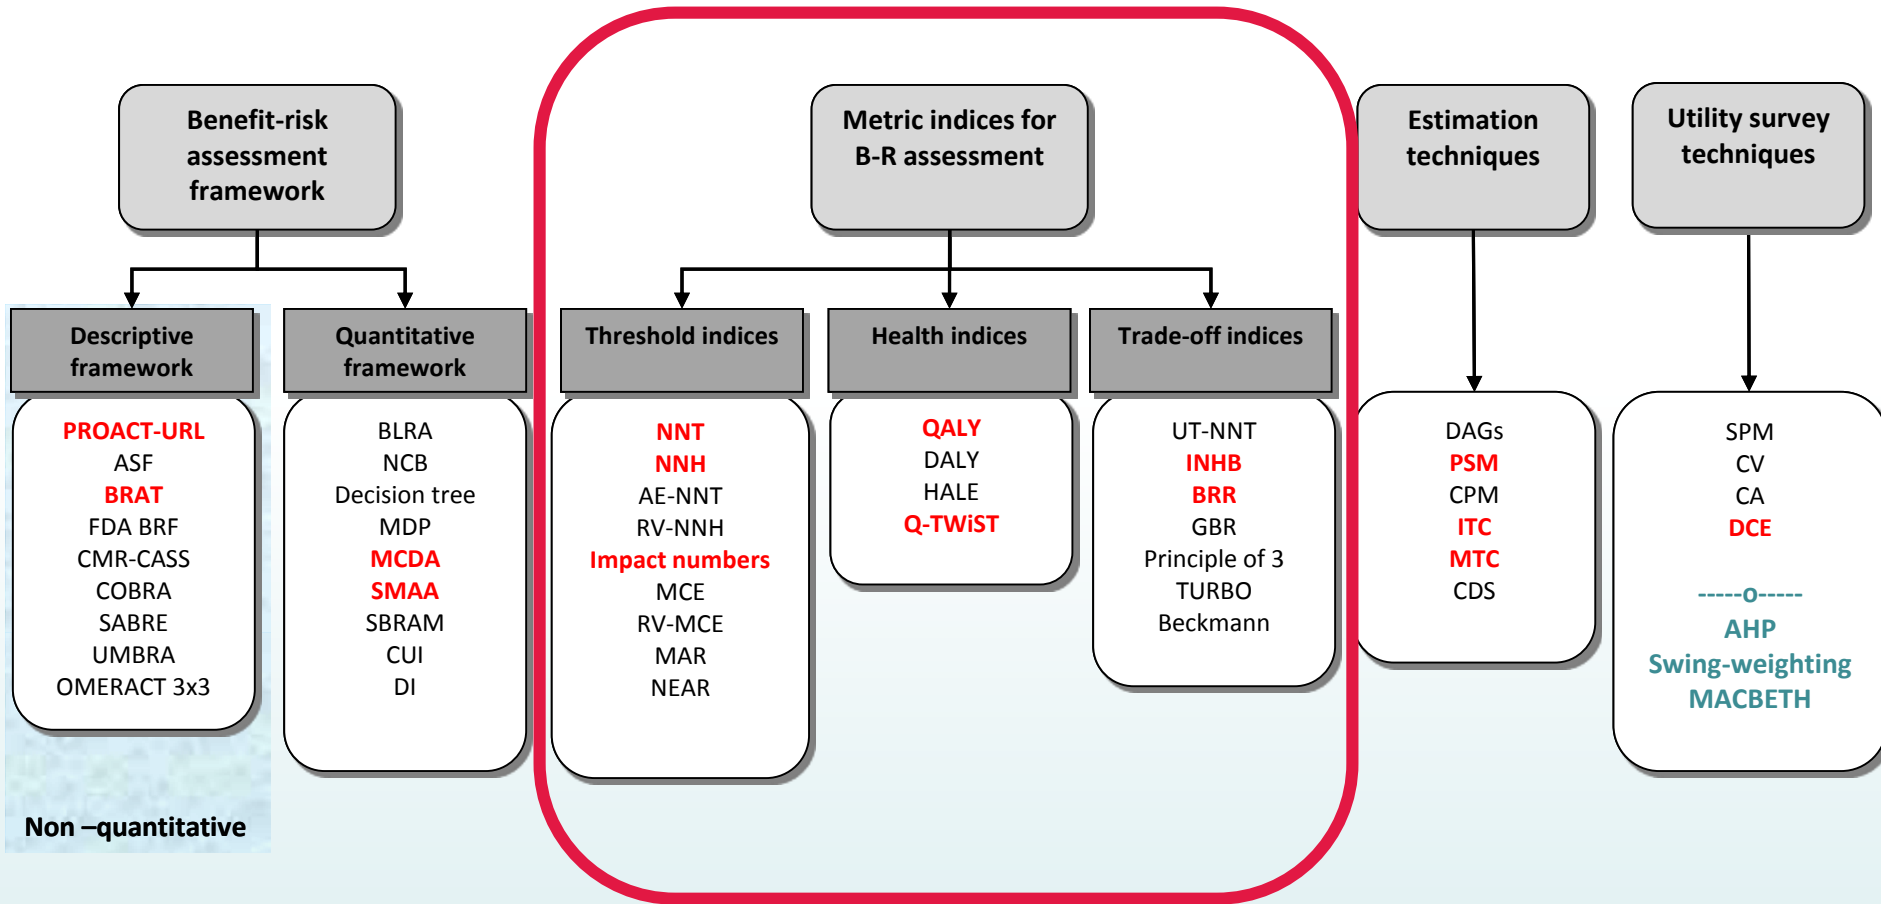 Benefit-risk
assessment
framework
Metric indices for
B-R assessment
Estimation
techniques
Utility survey
techniques
Descriptive
framework
Quantitative
framework
Threshold indices
Health indices
Trade-off indices
PROACT-URL
ASF
BRAT
FDA BRF
CMR-CASS
COBRA
SABRE
UMBRA
OMERACT 3x3
Non –quantitative
BLRA
NCB
Decision tree
MDP
MCDA
SMAA
SBRAM
CUI
DI
NNT
NNH
AE-NNT
RV-NNH
Impact numbers
MCE
RV-MCE
MAR
NEAR
QALY
DALY
HALE
Q-TWiST
UT-NNT
INHB
BRR
GBR
Principle of 3
TURBO
Beckmann
DAGs
PSM
CPM
ITC
MTC
CDS
SPM
CV
CA
DCE
-----o-----
AHP
Swing-weighting
MACBETH